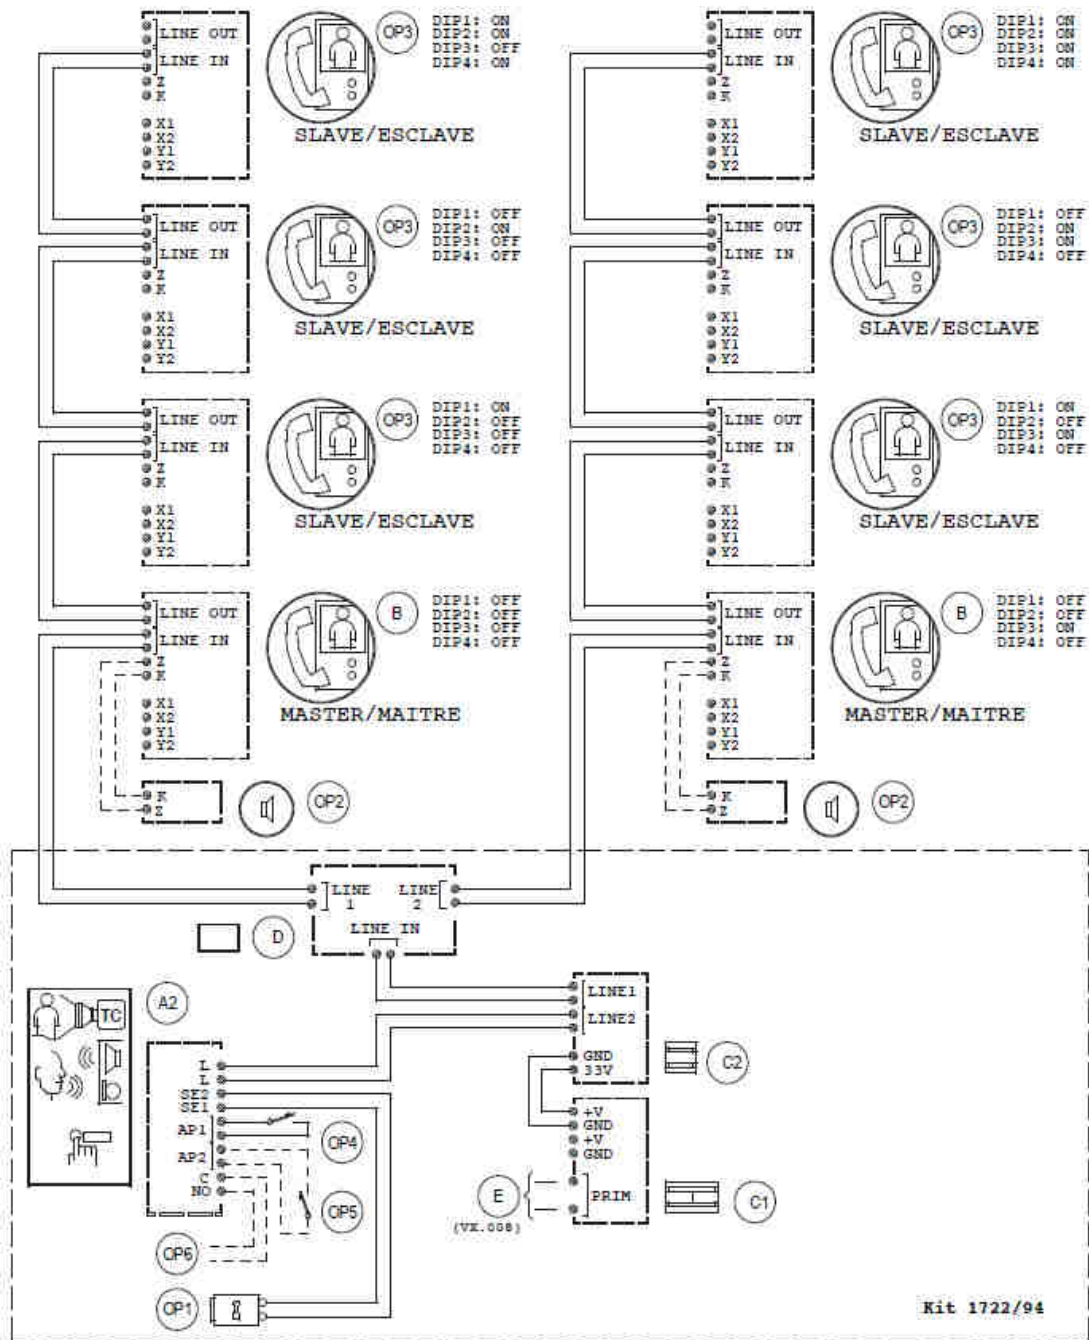 LINE OUT
LINE IN
Z
K
X1
X2
Y1
Y2
OP3
DIP1: ON
DIP2: ON
DIP3: OFF
DIP4: ON
SLAVE/ESCLAVE
LINE OUT
LINE IN
Z
K
X1
X2
Y1
Y2
OP3
DIP1: ON
DIP2: ON
DIP3: ON
DIP4: ON
SLAVE/ESCLAVE
LINE OUT
LINE IN
Z
K
X1
X2
Y1
Y2
OP3
DIP1: OFF
DIP2: ON
DIP3: OFF
DIP4: OFF
SLAVE/ESCLAVE
LINE OUT
LINE IN
Z
K
X1
X2
Y1
Y2
OP3
DIP1: OFF
DIP2: ON
DIP3: ON
DIP4: OFF
SLAVE/ESCLAVE
LINE OUT
LINE IN
Z
K
X1
X2
Y1
Y2
OP3
DIP1: ON
DIP2: OFF
DIP3: OFF
DIP4: OFF
SLAVE/ESCLAVE
LINE OUT
LINE IN
Z
K
X1
X2
Y1
Y2
OP3
DIP1: ON
DIP2: OFF
DIP3: ON
DIP4: OFF
SLAVE/ESCLAVE
LINE OUT
LINE IN
Z
K
X1
X2
Y1
Y2
B
DIP1: OFF
DIP2: OFF
DIP3: OFF
DIP4: OFF
MASTER/MAITRE
LINE OUT
LINE IN
Z
K
X1
X2
Y1
Y2
B
DIP1: OFF
DIP2: OFF
DIP3: ON
DIP4: OFF
MASTER/MAITRE
K
Z
OP2
K
Z
OP2
LINE 1
LINE 2
LINE IN
D
A2
TC
L
L
SE2
SE1
AP1
AP2
C
NO
OP4
OP5
OP6
OP1
LINE1
LINE2
GND
33V
C2
+V
GND
+V
GND
PRIM
E
(VX.008)
C1
Kit 1722/94